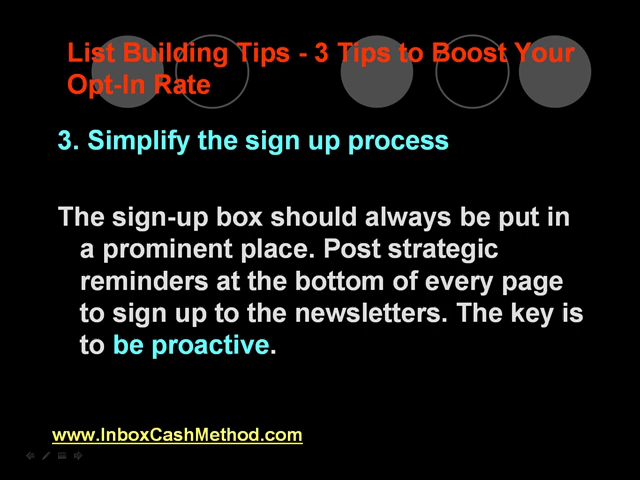 List Building Tips - 3 Tips to Boost Your
Opt-In Rate
3. Simplify the sign up process
The sign-up box should always be put in
a prominent place. Post strategic
reminders at the bottom of every page
to sign up to the newsletters. The key is
to be proactive.
www.InboxCashMethod.com